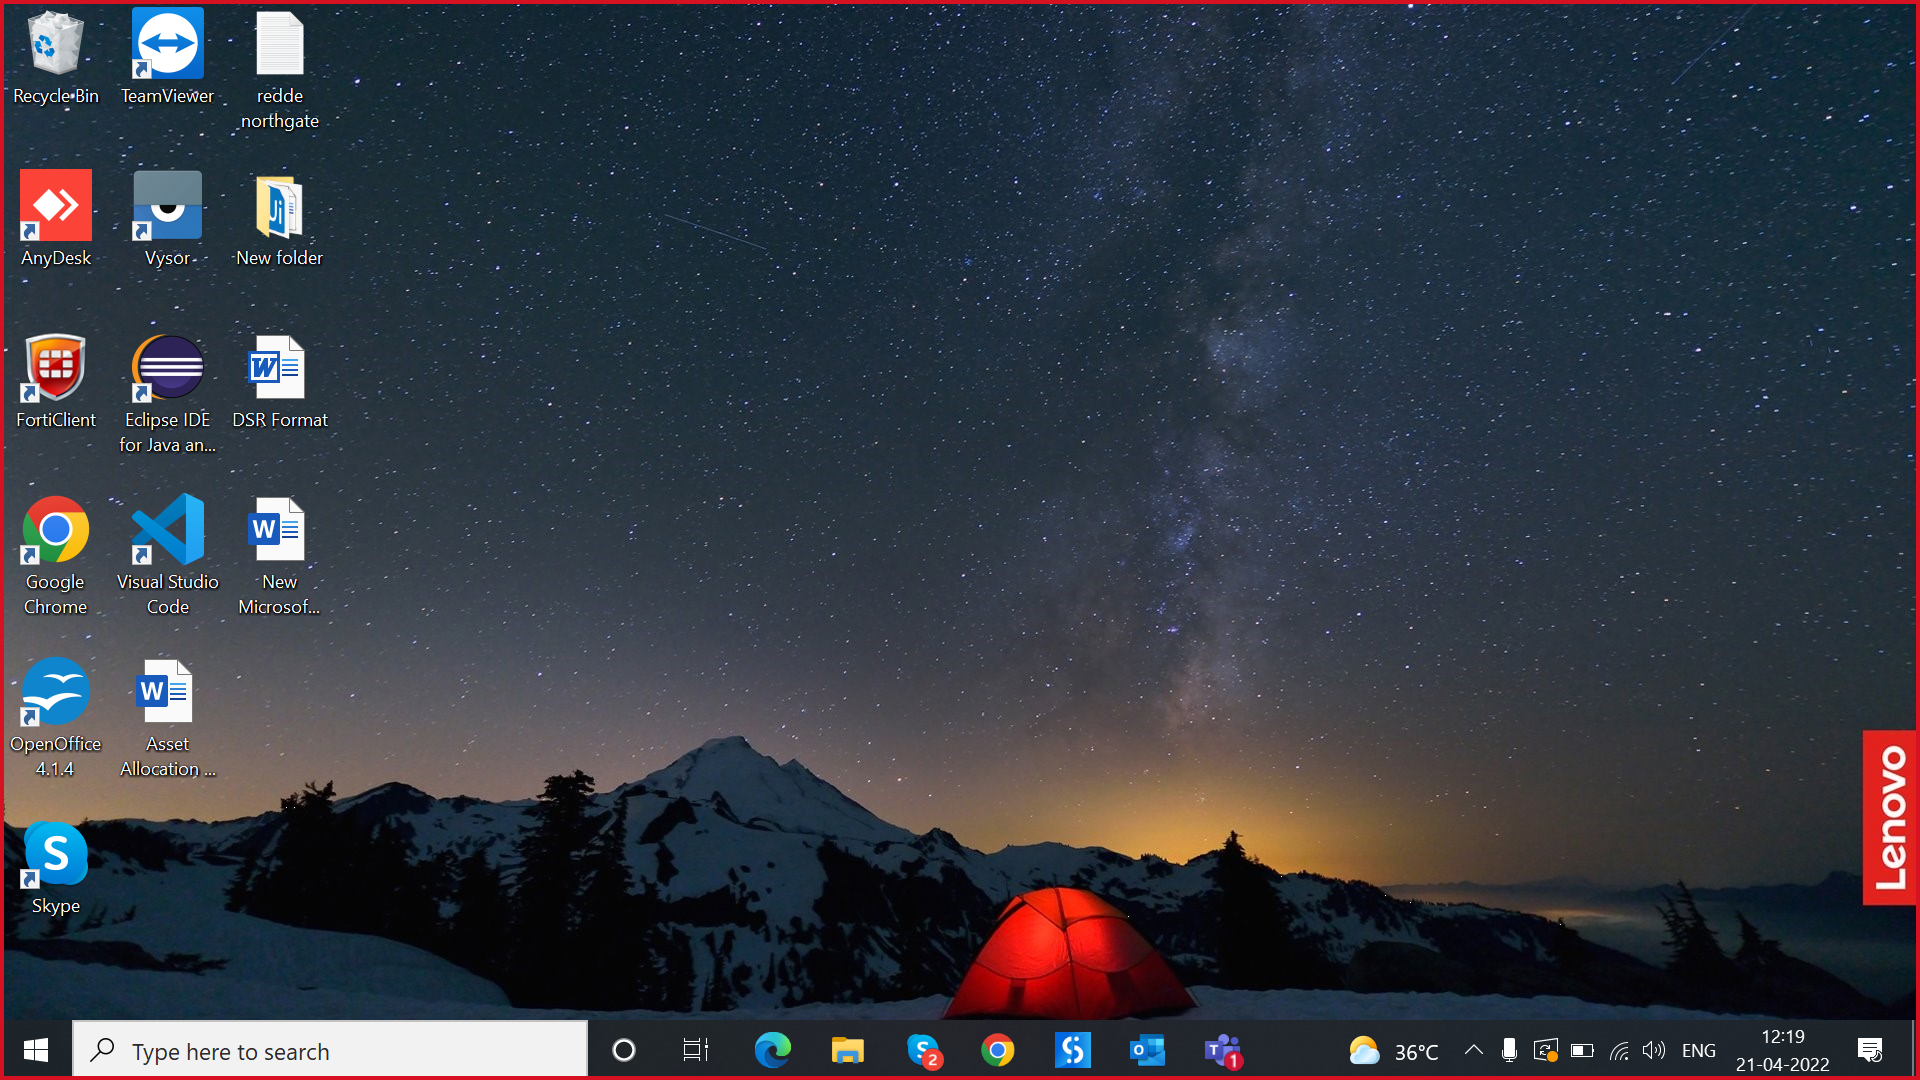 Recycle Bin
TeamViewer
redde
northgate
AnyDesk
Vysor
New folder
FortiClient
Eclipse IDE
for Java an...
DSR Format
Google
Chrome
Visual Studio
Code
New
Microsof...
OpenOffice
4.1.4
Asset
Allocation ...
Skype
Lenovo
Type here to search
2
1
36°C
ENG
12:19
21-04-2022